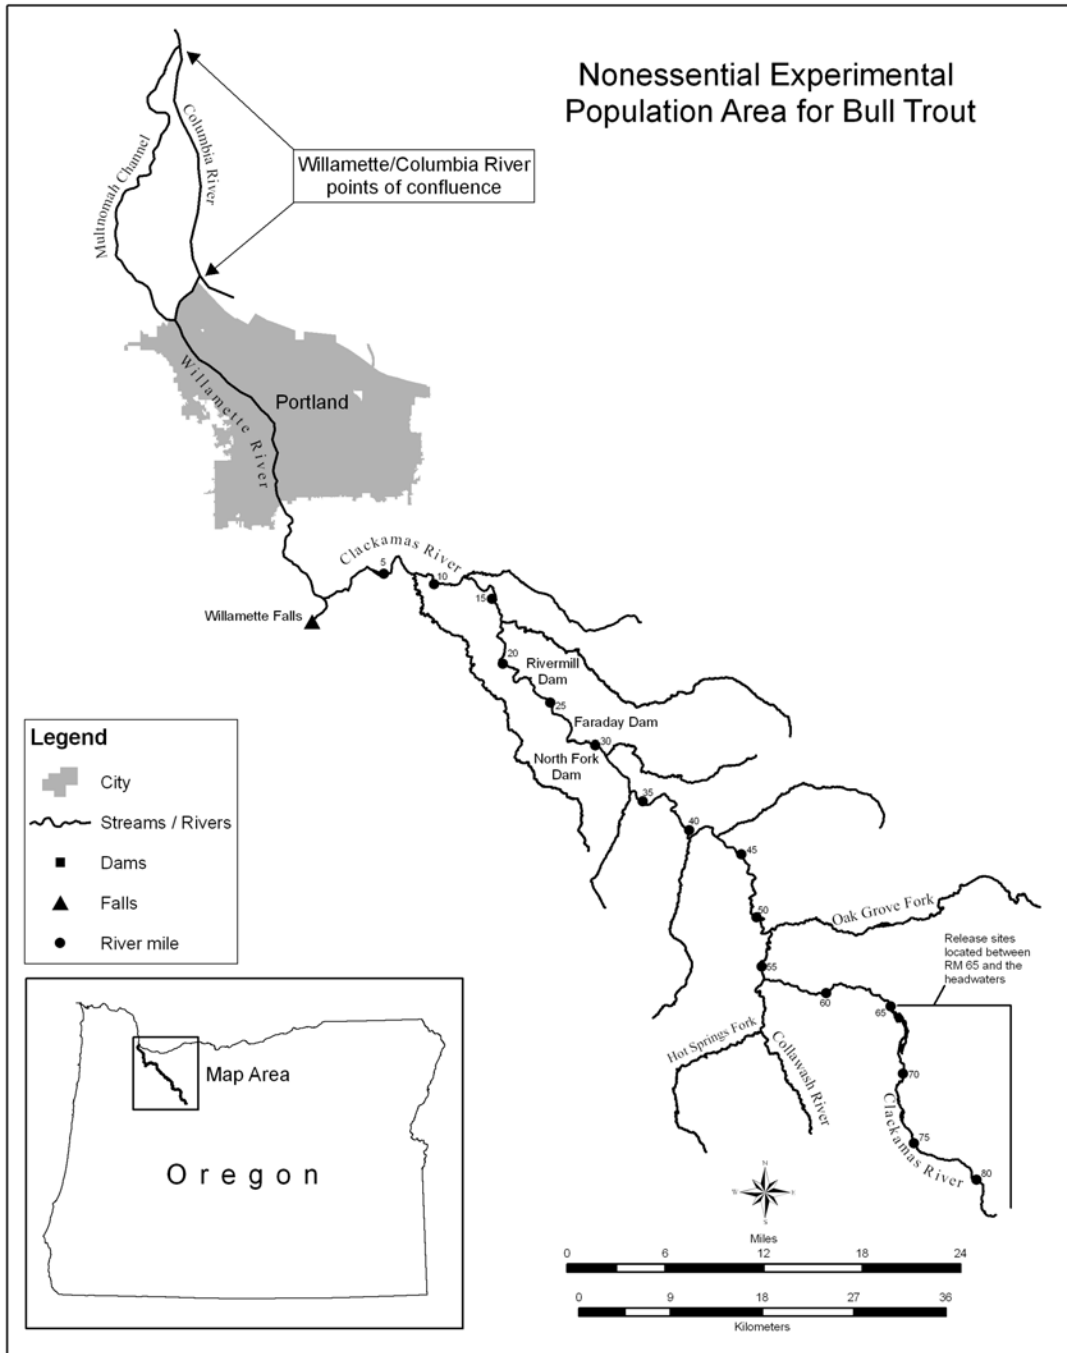 Nonessential Experimental
Population Area for Bull Trout
Willamette/Columbia River
points of confluence
Columbia River
Multnomah Channel
Willamette River
Portland
Clackamas River
5
10
15
Willamette Falls
20
Rivermill
Dam
25
Faraday Dam
30
North Fork
Dam
35
40
45
50
Oak Grove Fork
Release sites
located between
RM 65 and the
headwaters
55
60
65
Hot Springs Fork
Collawash River
70
Clackamas River
75
80
Legend
City
Streams / Rivers
Dams
Falls
River mile
Map Area
Oregon
N
W E
S
Miles
0 6 12 18 24
0 9 18 27 36
Kilometers